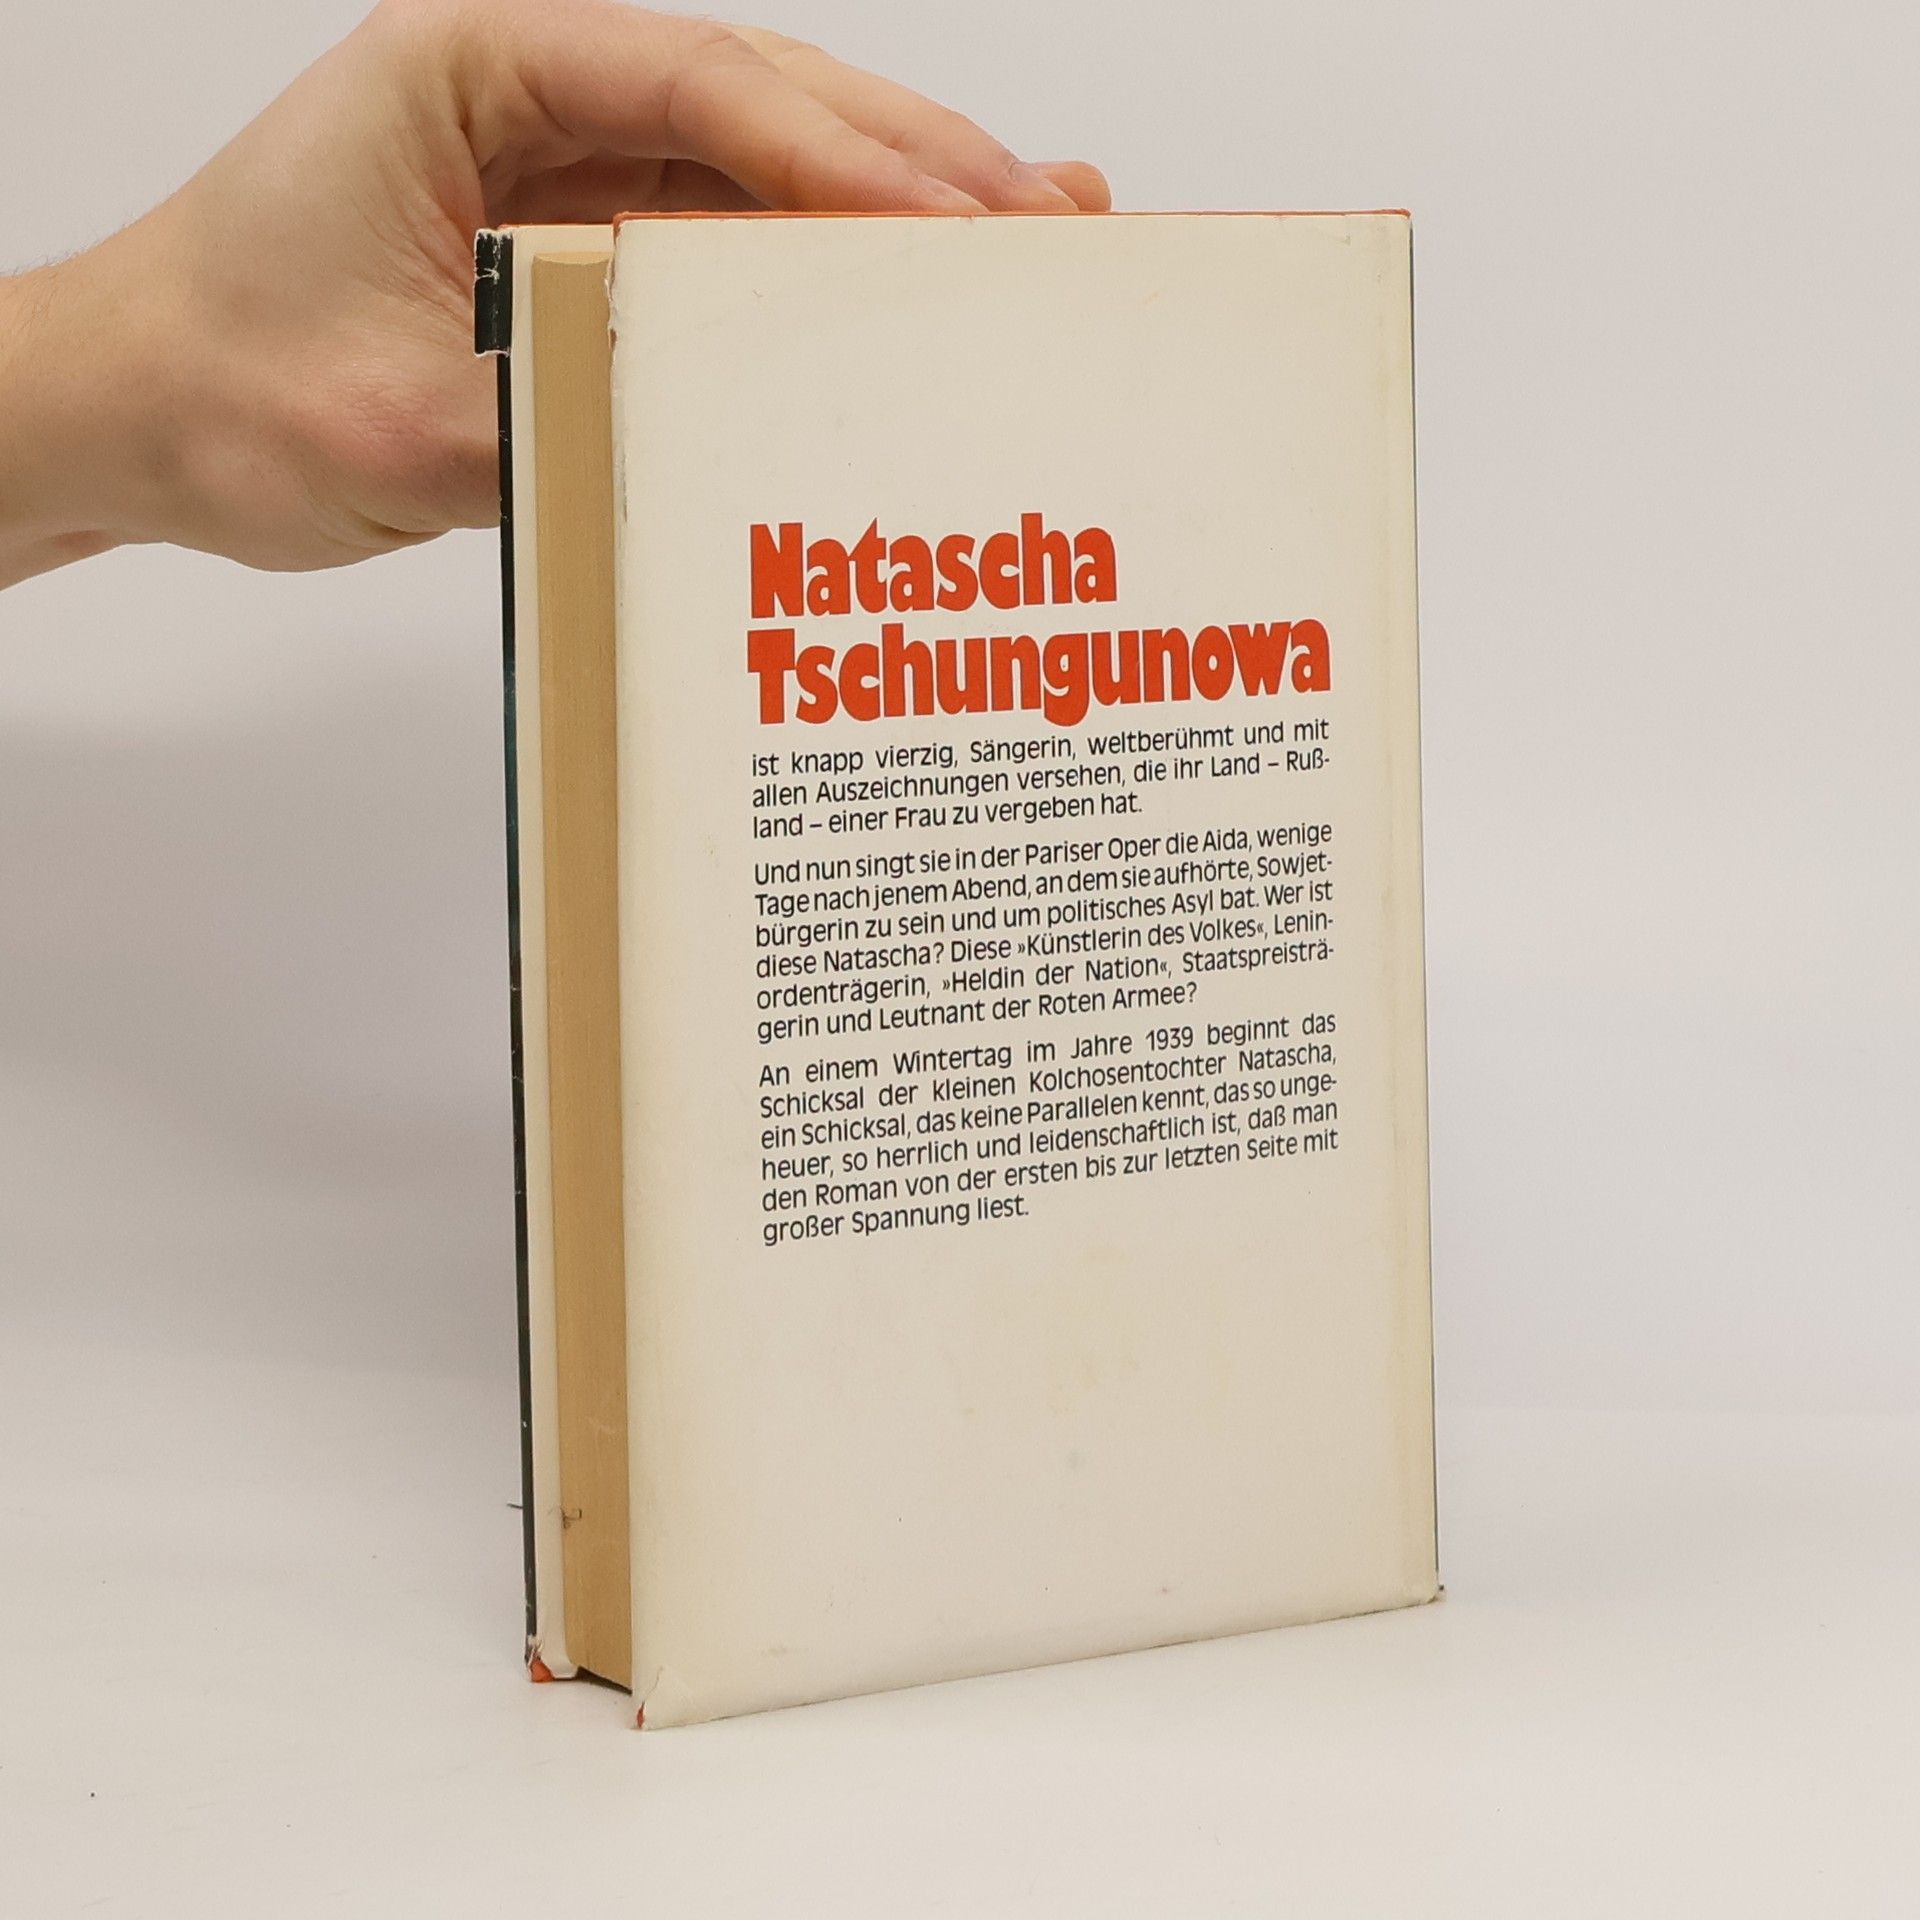 Natascha
Tschungunowa
ist knapp vierzig, Sängerin, weltberühmt und mit
allen Auszeichnungen versehen, die ihr Land – Ruß-
land – einer Frau zu vergeben hat.
Und nun singt sie in der Pariser Oper die Aida, wenige
Tage nach jenem Abend, an dem sie aufhörte, Sowjet-
bürgerin zu sein und um politisches Asyl bat. Wer ist
diese Natascha? Diese »Künstlerin des Volkes«, Lenin-
ordenträgerin, »Heldin der Nation«, Staatspreisträ-
gerin und Leutnant der Roten Armee?
An einem Wintertag im Jahre 1939 beginnt das
Schicksal der kleinen Kolchosentochter Natascha,
ein Schicksal, das keine Parallelen kennt, das so unge-
heuer, so herrlich und leidenschaftlich ist, daß man
den Roman von der ersten bis zur letzten Seite mit
großer Spannung liest.